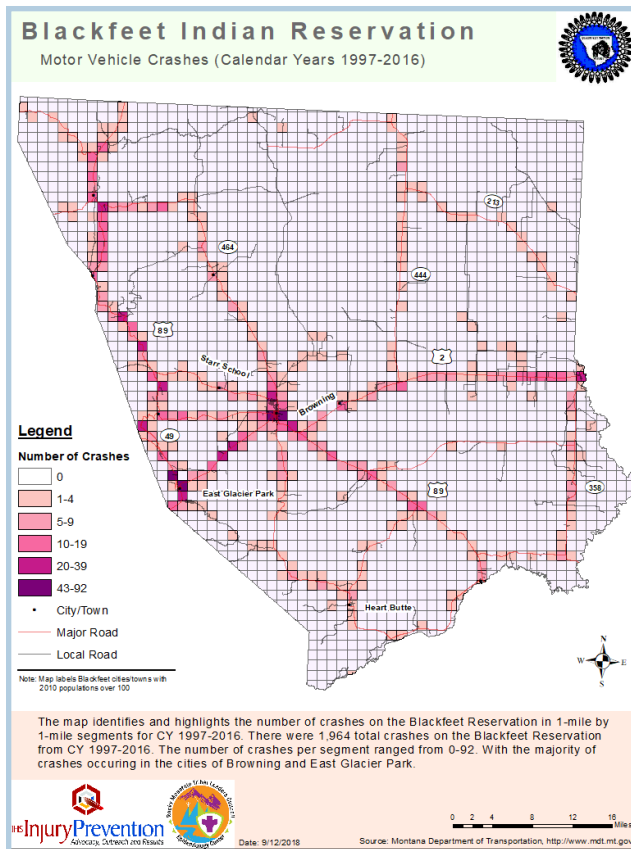 Blackfeet Indian Reservation
Motor Vehicle Crashes (Calendar Years 1997-2016)
213
464
444
89
2
Starr School
Browning
49
East Glacier Park
89
358
Heart Butte
Legend
Number of Crashes
0
1-4
5-9
10-19
20-39
43-92
City/Town
Major Road
Local Road
Note: Map labels Blackfeet cities/towns with
2010 populations over 100
N
W
E
S
The map identifies and highlights the number of crashes on the Blackfeet Reservation in 1-mile by
1-mile segments for CY 1997-2016. There were 1,964 total crashes on the Blackfeet Reservation
from CY 1997-2016. The number of crashes per segment ranged from 0-92. With the majority of
crashes occuring in the cities of Browning and East Glacier Park.
IHS InjuryPrevention
Advocacy, Outreach and Results
Date: 9/12/2018
0 2 4 8 12 16
Miles
Source: Montana Department of Transportation, http://www.mdt.mt.gov